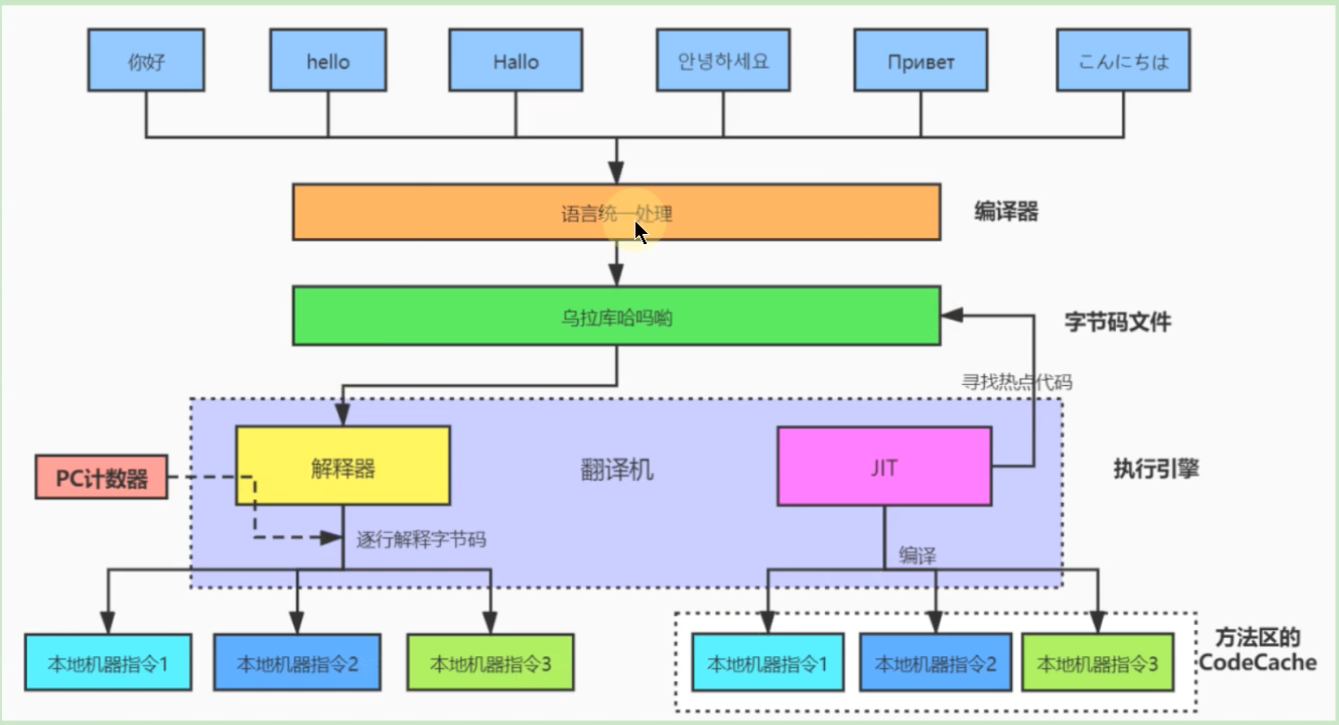 你好
hello
Hallo
안녕하세요
Привет
こんにちは
语言统一处理
编译器
乌拉库哈吗哟
字节码文件
寻找热点代码
解释器
翻译机
JIT
执行引擎
PC计数器
逐行解释字节码
编译
本地机器指令1
本地机器指令2
本地机器指令3
本地机器指令1
本地机器指令2
本地机器指令3
方法区的
CodeCache